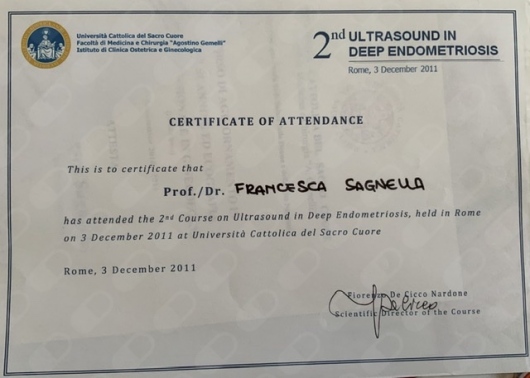 Università Cattolica del Sacro Cuore
Facoltà di Medicina e Chirurgia "Agostino Gemelli"
Istituto di Clinica Ostetrica e Ginecologica
2nd ULTRASOUND IN
DEEP ENDOMETRIOSIS
Rome, 3 December 2011
CERTIFICATE OF ATTENDANCE
This is to certify that
Prof./Dr. FRANCESCA SAGNELLA
has attended the 2nd Course on Ultrasound in Deep Endometriosis, held in Rome
on 3 December 2011 at Università Cattolica del Sacro Cuore
Rome, 3 December 2011
Fiorenzo De Cicco Nardone
Scientific Director of the Course